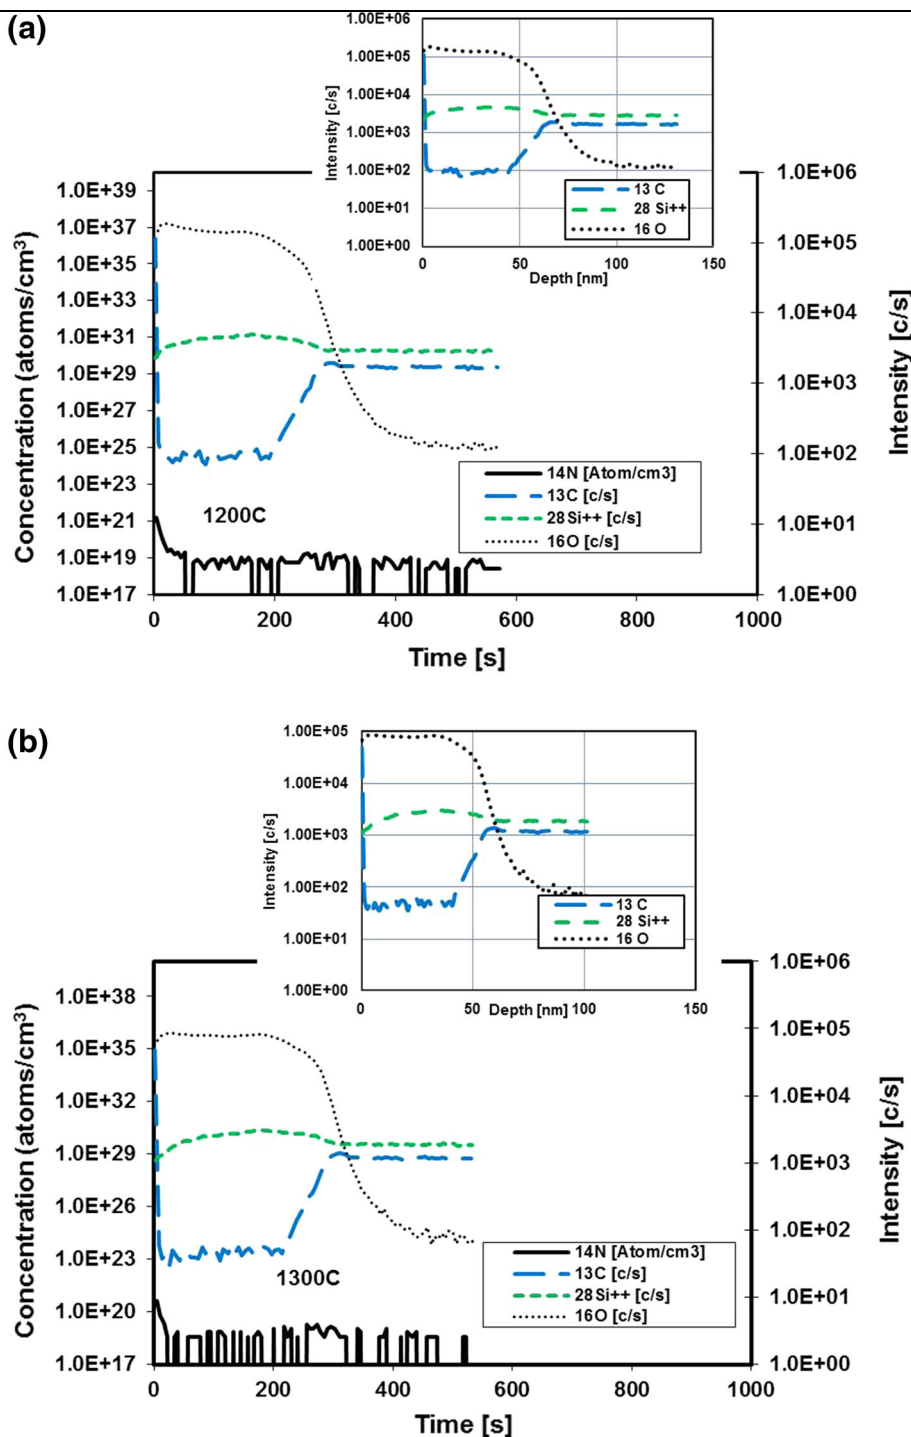 (a)
1.00E+06
1.00E+05
1.00E+04
1.00E+03
1.00E+02
1.00E+01
1.00E+00
Intensity [c/s]
0 50 100 150
Depth [nm]
13 C
28 Si++
16 O
1.0E+39
1.0E+37
1.0E+35
1.0E+33
1.0E+31
1.0E+29
1.0E+27
1.0E+25
1.0E+23
1.0E+21
1.0E+19
1.0E+17
Concentration (atoms/cm³)
1.0E+06
1.0E+05
1.0E+04
1.0E+03
1.0E+02
1.0E+01
1.0E+00
Intensity [c/s]
14N [Atom/cm3]
13C [c/s]
28Si++ [c/s]
16O [c/s]
1200C
0 200 400 600 800 1000
Time [s]
(b)
1.00E+05
1.00E+04
1.00E+03
1.00E+02
1.00E+01
1.00E+00
Intensity [c/s]
13 C
28 Si++
16 O
0 50 100 150
Depth [nm]
1.0E+38
1.0E+35
1.0E+32
1.0E+29
1.0E+26
1.0E+23
1.0E+20
1.0E+17
Concentration (atoms/cm³)
1.0E+06
1.0E+05
1.0E+04
1.0E+03
1.0E+02
1.0E+01
1.0E+00
Intensity [c/s]
14N [Atom/cm3]
13C [c/s]
28Si++ [c/s]
16O [c/s]
1300C
0 200 400 600 800 1000
Time [s]